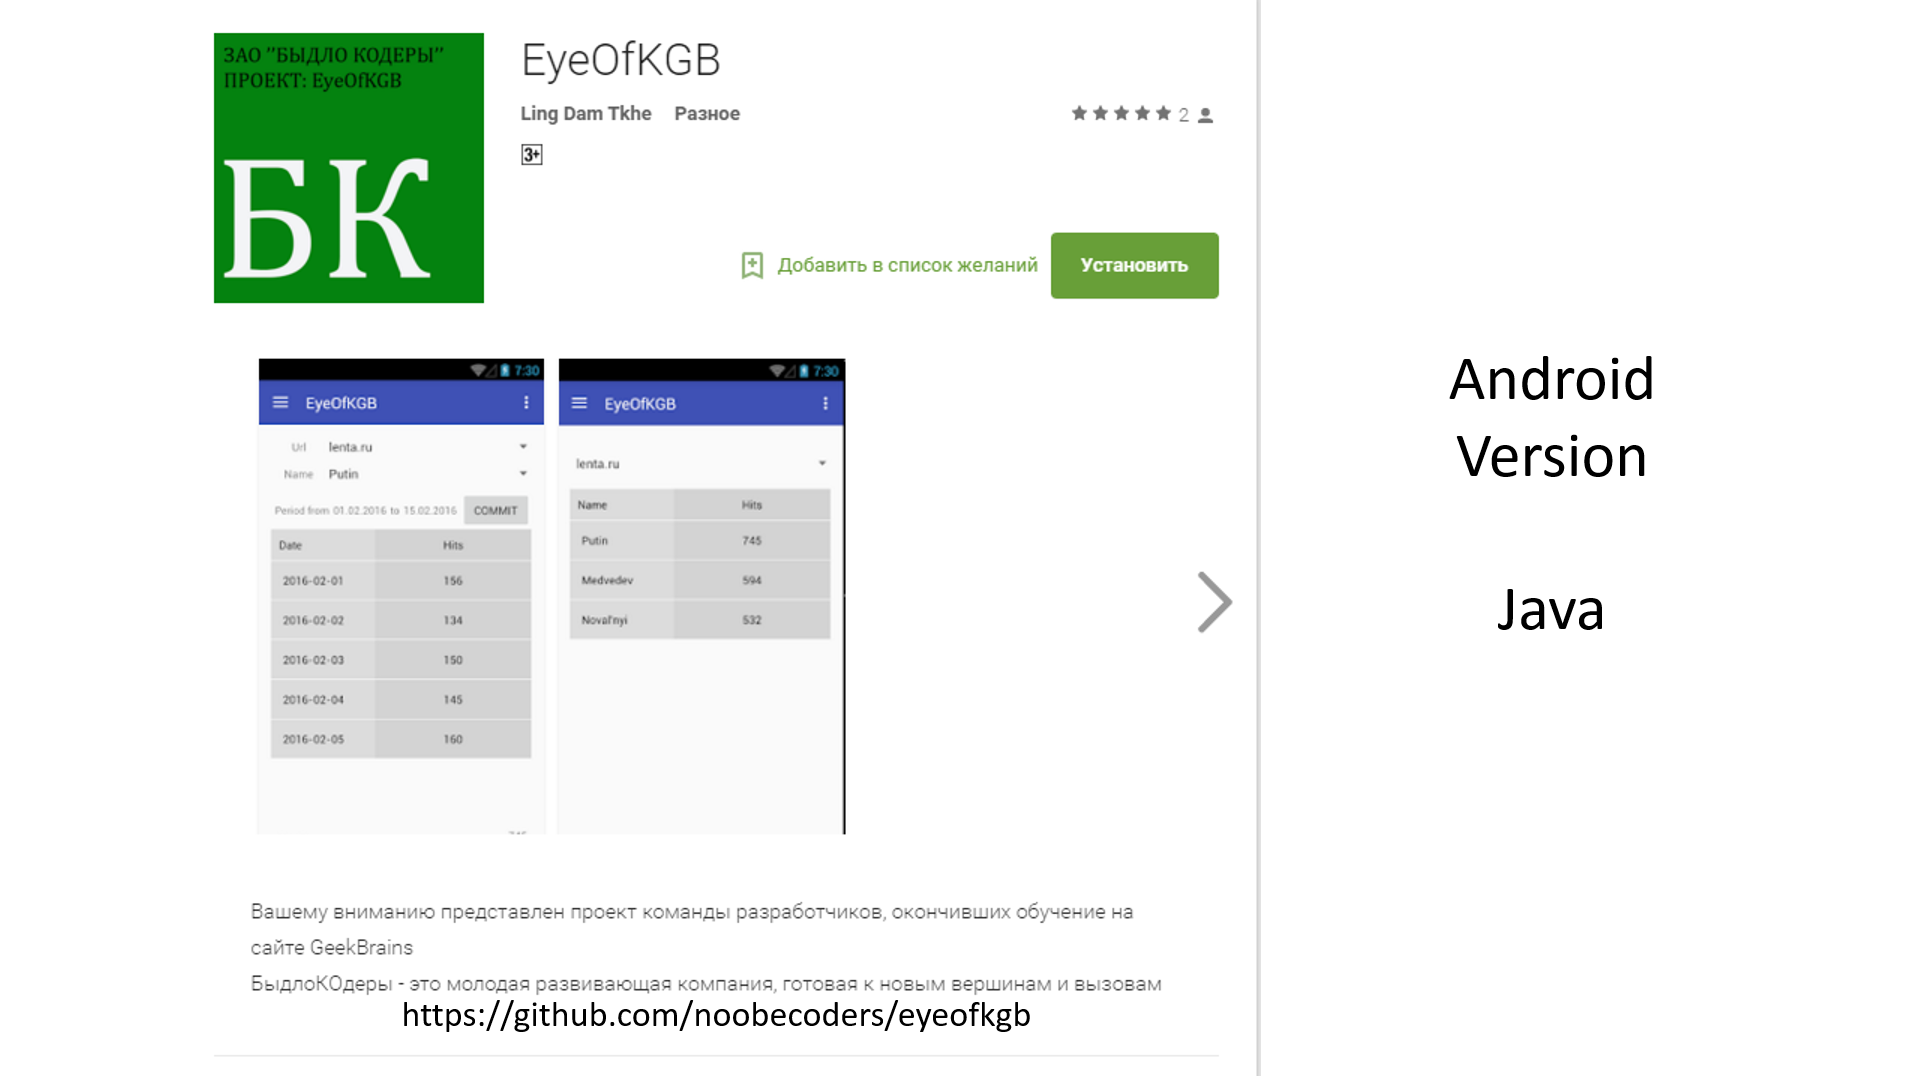 ЗАО "БЫДЛО КОДЕРЫ"
ПРОЕКТ: EyeOfKGB
БК
EyeOfKGB
Ling Dam Tkhe Разное
2
3+
Добавить в список желаний
Установить
7:30
EyeOfKGB
Url lenta.ru
Name Putin
Period from 01.02.2016 to 15.02.2016 COMMIT
Date Hits
2016-02-01 156
2016-02-02 134
2016-02-03 150
2016-02-04 145
2016-02-05 160
7:30
EyeOfKGB
lenta.ru
Name Hits
Putin 745
Medvedev 594
Noval'nyi 532
Вашему вниманию представлен проект команды разработчиков, окончивших обучение на
сайте GeekBrains
БыдлоКОдеры - это молодая развивающая компания, готовая к новым вершинам и вызовам
https://github.com/noobecoders/eyeofkgb
Android
Version
Java